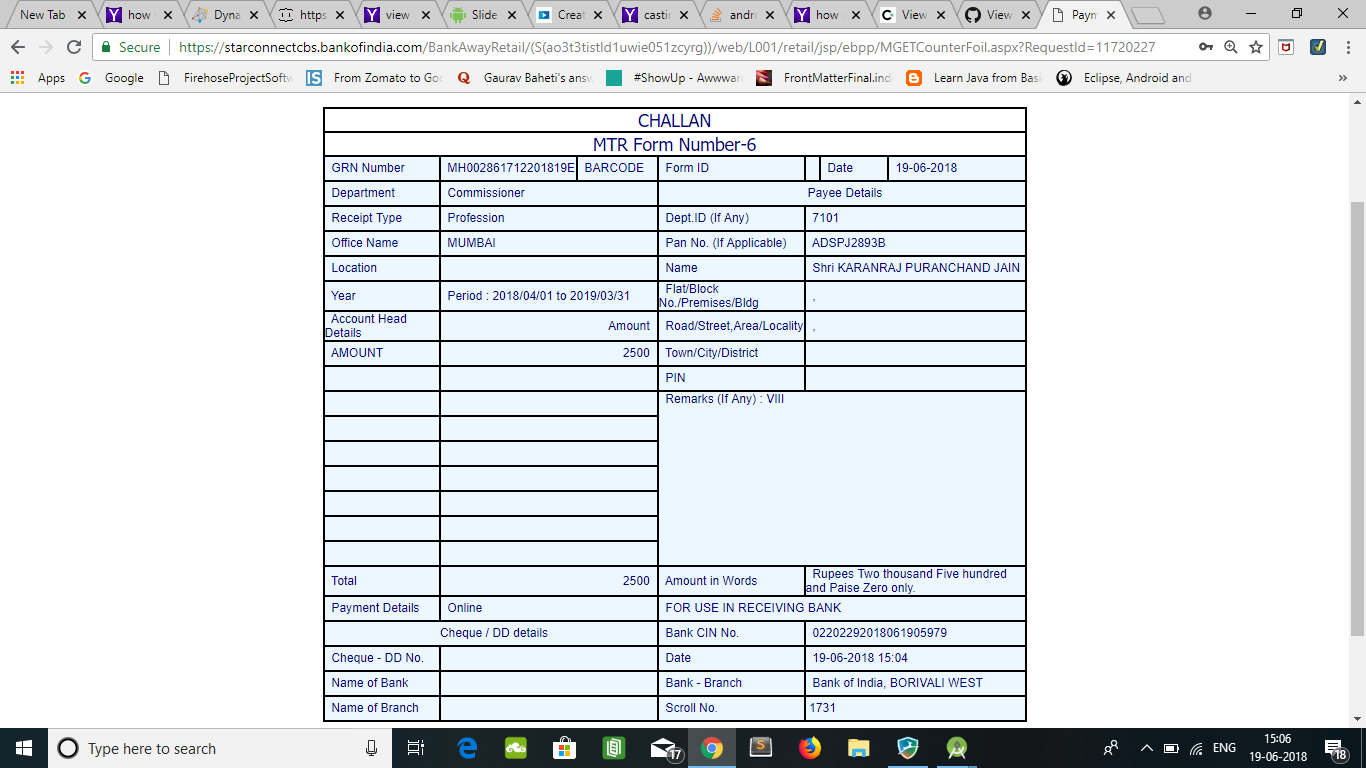 New Tab
how
Dyna
https
view
Slide
Creat
castin
andro
how
View
View
Paym
Secure
https://starconnectcbs.bankofindia.com/BankAwayRetail/(S(ao3t3tistld1uwie051zcyrg))/web/L001/retail/jsp/ebpp/MGETCounterFoil.aspx?RequestId=11720227
Apps
Google
FirehoseProjectSoftw
From Zomato to Goo
Gaurav Baheti's answ
#ShowUp - Awwwar
FrontMatterFinal.ind
Learn Java from Basi
Eclipse, Android and
»
CHALLAN
MTR Form Number-6
GRN Number MH002861712201819E BARCODE Form ID Date 19-06-2018
Department Commissioner Payee Details
Receipt Type Profession Dept.ID (If Any) 7101
Office Name MUMBAI Pan No. (If Applicable) ADSPJ2893B
Location Name Shri KARANRAJ PURANCHAND JAIN
Year Period : 2018/04/01 to 2019/03/31 Flat/Block
No./Premises/Bldg ,
Account Head
Details Amount Road/Street,Area/Locality ,
AMOUNT 2500 Town/City/District
PIN
Remarks (If Any) : VIII
Total 2500 Amount in Words Rupees Two thousand Five hundred
and Paise Zero only.
Payment Details Online FOR USE IN RECEIVING BANK
Cheque / DD details Bank CIN No. 02202292018061905979
Cheque - DD No. Date 19-06-2018 15:04
Name of Bank Bank - Branch Bank of India, BORIVALI WEST
Name of Branch Scroll No. 1731
Type here to search
17
ENG
15:06
19-06-2018
18